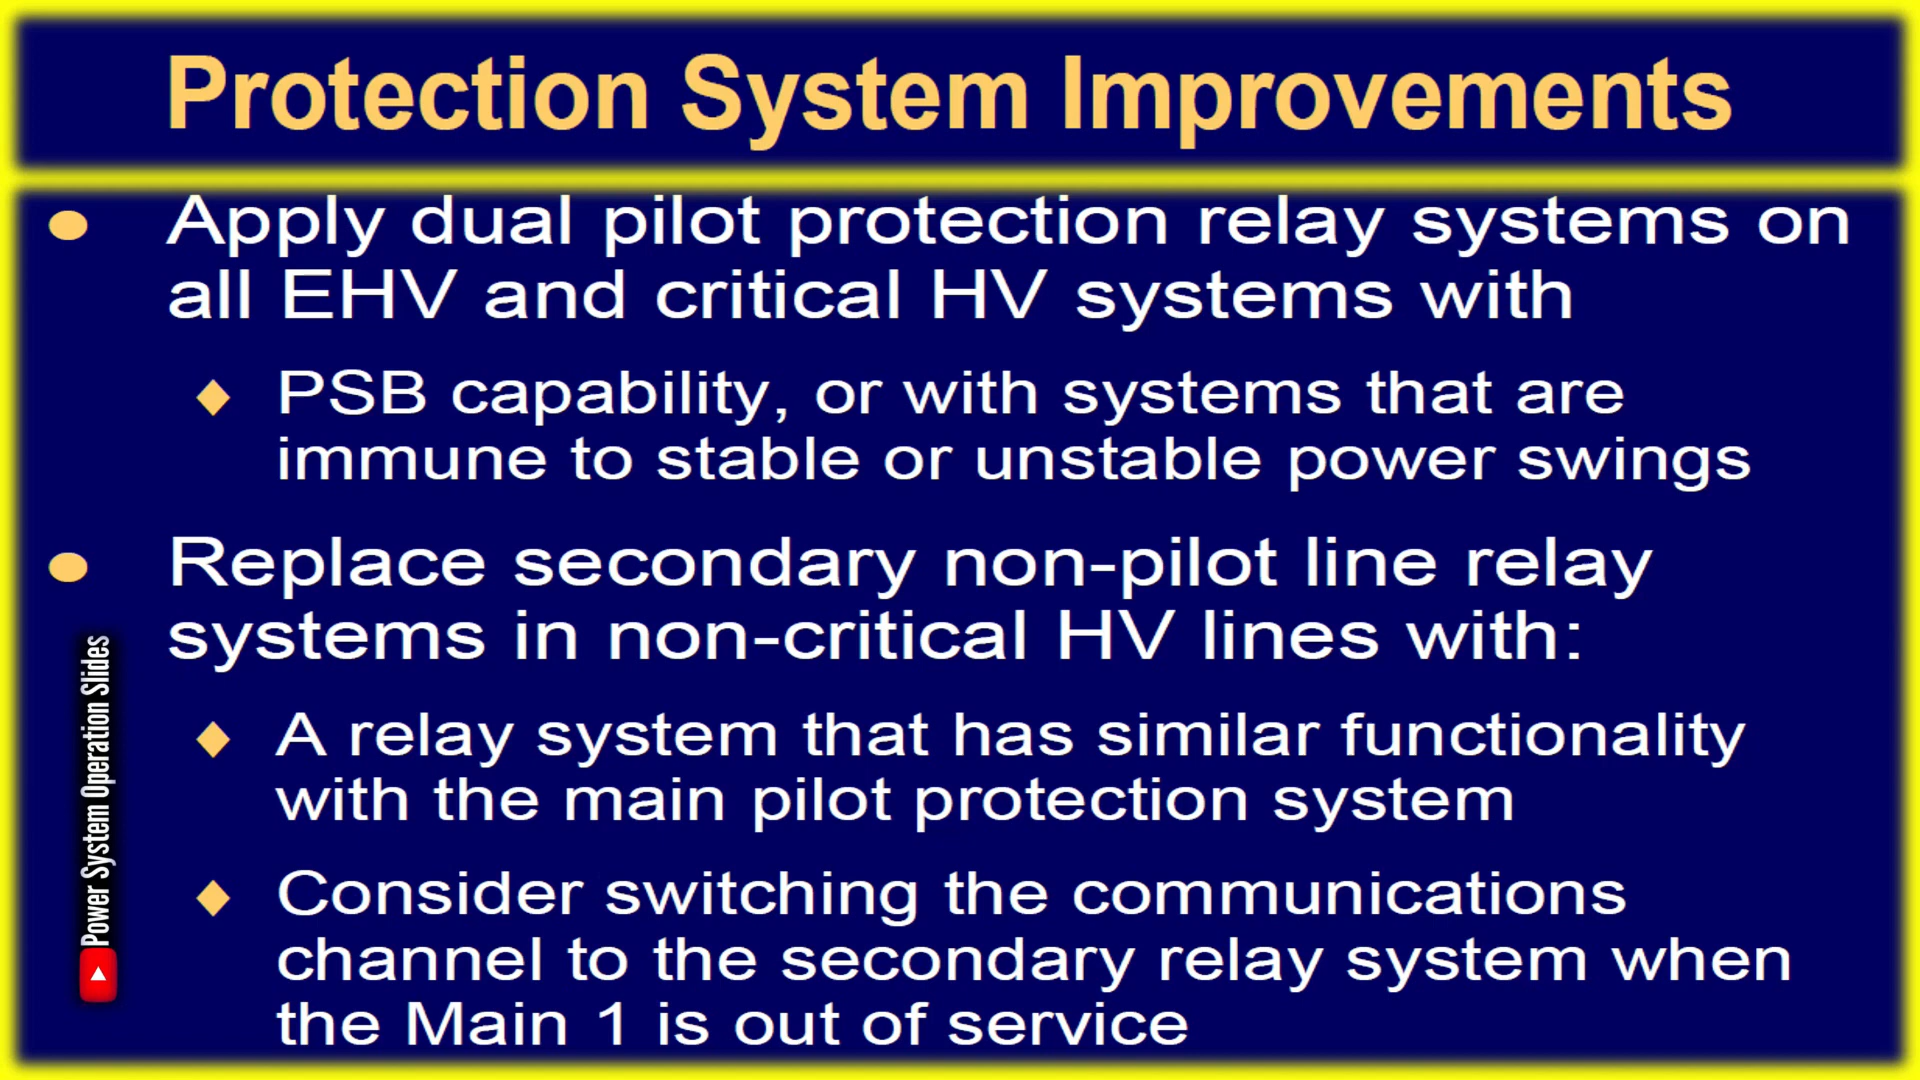 Protection System Improvements
Apply dual pilot protection relay systems on
all EHV and critical HV systems with
PSB capability, or with systems that are
immune to stable or unstable power swings
Replace secondary non-pilot line relay
systems in non-critical HV lines with:
A relay system that has similar functionality
with the main pilot protection system
Consider switching the communications
channel to the secondary relay system when
the Main 1 is out of service
Power System Operation Slides